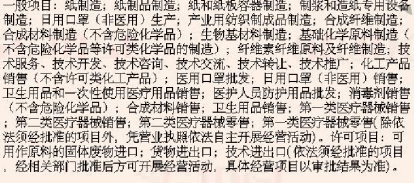 一般项目：纸制造；纸制品制造；纸和纸板容器制造；制浆和造纸专用设备
制造；日用口罩（非医用）生产；产业用纺织制成品制造；合成纤维制造；
合成材料制造（不含危险化学品）；生物基材料制造；基础化学原料制造（
不含危险化学品等许可类化学品的制造）；纤维素纤维原料及纤维制造；技
术服务、技术开发、技术咨询、技术交流、技术转让、技术推广；化工产品
销售（不含许可类化工产品）；医用口罩批发；日用口罩（非医用）销售；
卫生用品和一次性使用医疗用品销售；医护人员防护用品批发；消毒剂销售
（不含危险化学品）；合成材料销售；卫生用品销售；第一类医疗器械销售
；第二类医疗器械销售；第二类医疗器械零售；第一类医疗器械零售(除依
法须经批准的项目外，凭营业执照依法自主开展经营活动）。许可项目：可
用作原料的固体废物进口；货物进出口；技术进出口(依法须经批准的项目
，经相关部门批准后方可开展经营活动，具体经营项目以审批结果为准)。